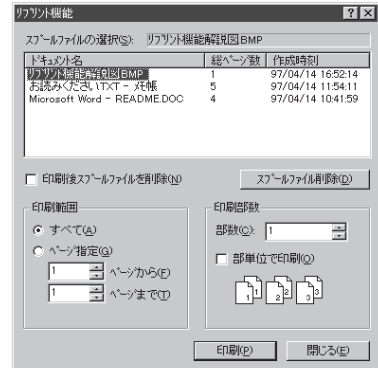 リプリント機能
スプールファイルの選択(S): リプリント機能解説図BMP
ドキュメント名 総ページ数 作成時刻
リプリント機能解説図BMP 1 97/04/14 16:52:14
お読みください.TXT - メモ帳 5 97/04/14 11:54:11
Microsoft Word - README.DOC 4 97/04/14 10:41:59
印刷後スプールファイルを削除(N) スプールファイル削除(D)
印刷範囲 印刷部数
すべて(A) 部数(C): 1
ページ指定(G) 部単位で印刷(O)
1 ページから(F)
1 ページまで(T)
1 1 2 2 3 3
印刷(P) 閉じる(E)